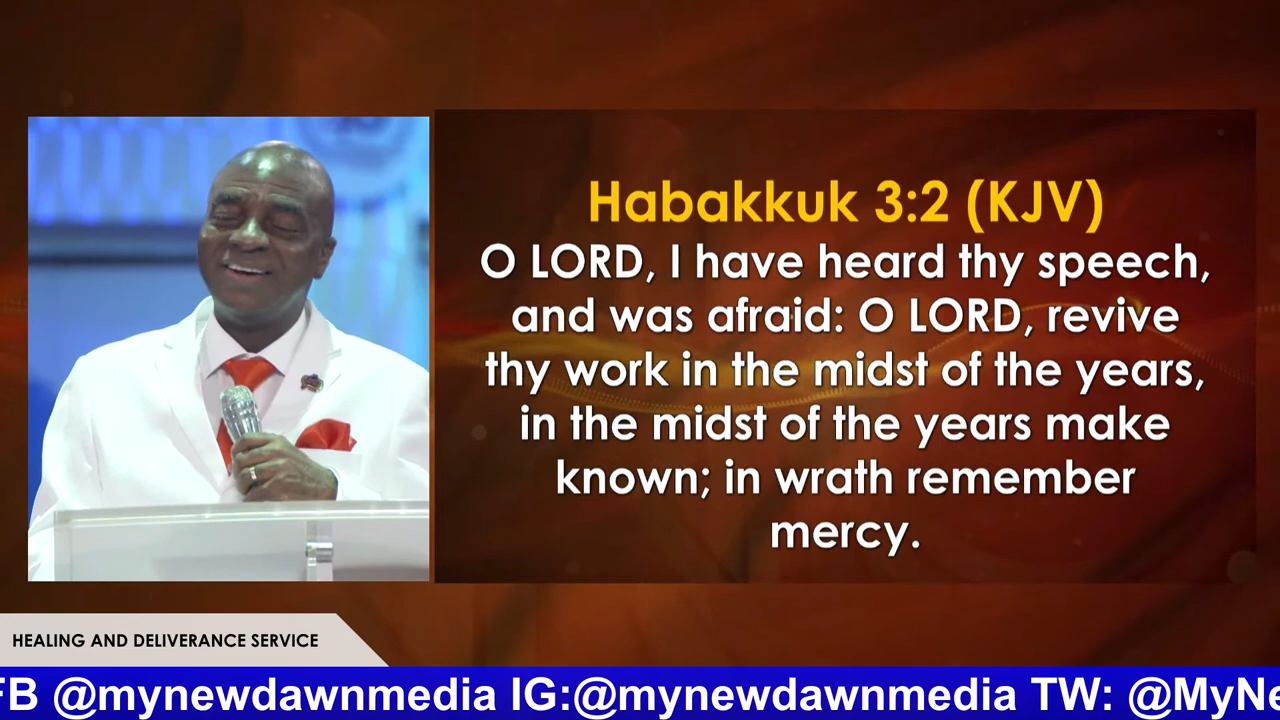 Habakkuk 3:2 (KJV)
O LORD, I have heard thy speech,
and was afraid: O LORD, revive
thy work in the midst of the years,
in the midst of the years make
known; in wrath remember
mercy.
HEALING AND DELIVERANCE SERVICE
FB @mynewdawnmedia IG:@mynewdawnmedia TW: @MyNe